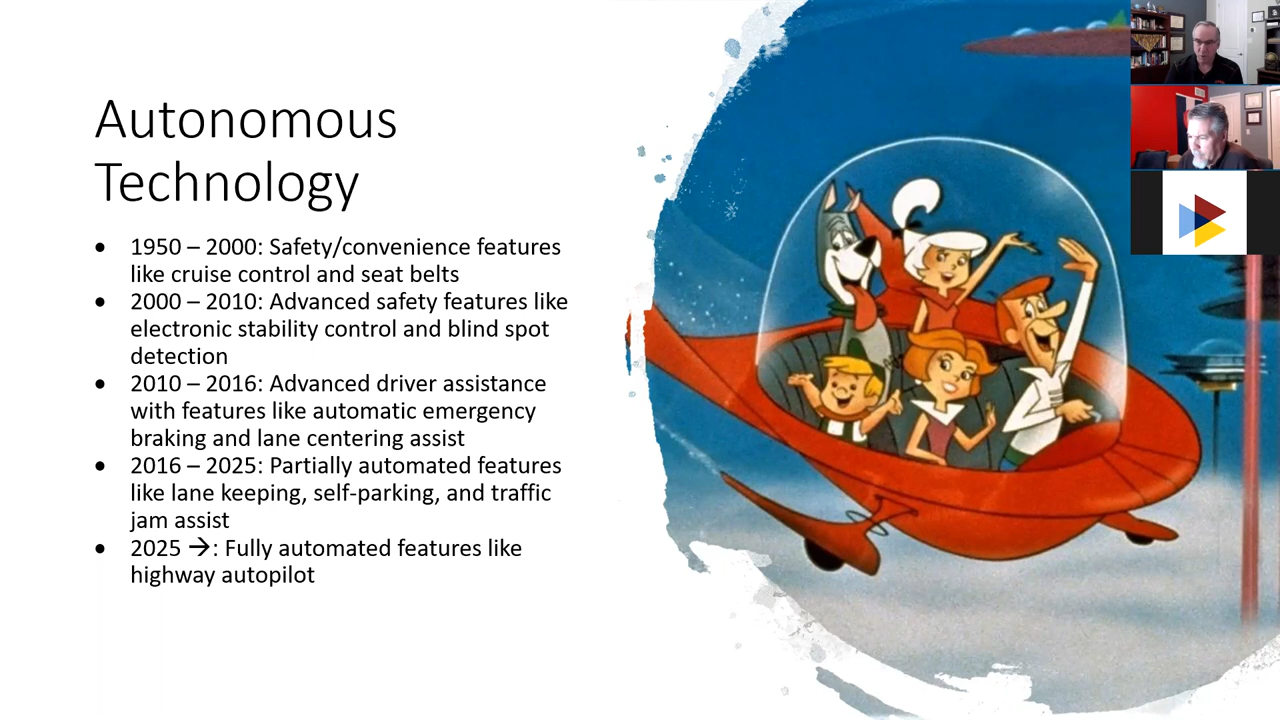 Autonomous
Technology
• 1950 – 2000: Safety/convenience features
like cruise control and seat belts
• 2000 – 2010: Advanced safety features like
electronic stability control and blind spot
detection
• 2010 – 2016: Advanced driver assistance
with features like automatic emergency
braking and lane centering assist
• 2016 – 2025: Partially automated features
like lane keeping, self-parking, and traffic
jam assist
• 2025 →: Fully automated features like
highway autopilot